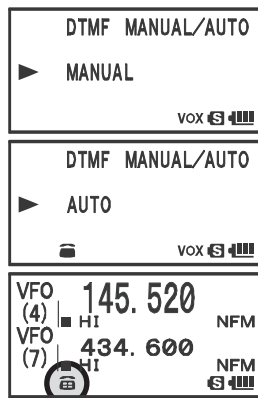 DTMF MANUAL/AUTO
MANUAL
VOX S
DTMF MANUAL/AUTO
AUTO
VOX S
VFO
(4)
145.520
HI NFM
VFO
(7)
434.600
HI NFM
S